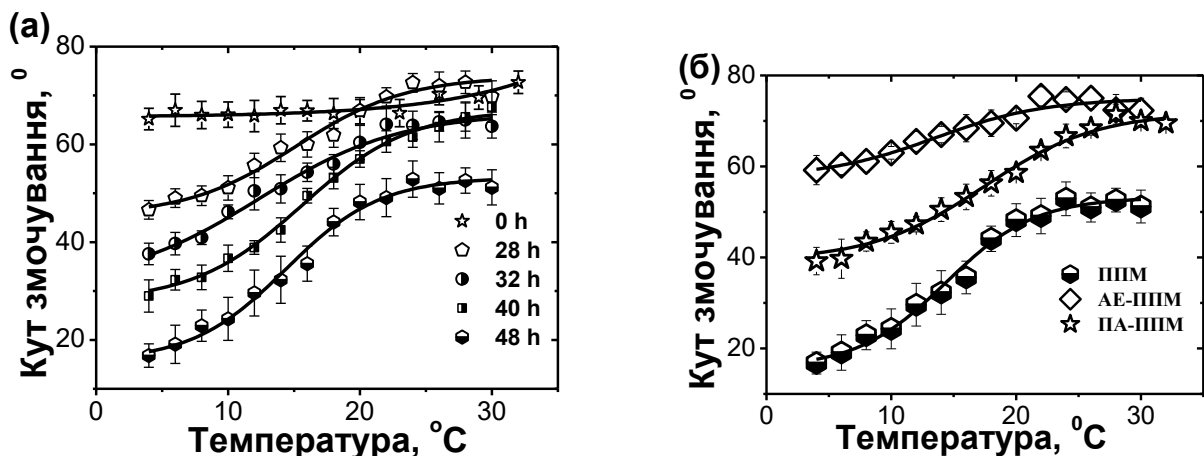 (а)
Кут змочування, ⁰
80
60
40
20
0
10
20
30
Температура, °C
0 h
28 h
32 h
40 h
48 h
(б)
Кут змочування, ⁰
80
60
40
20
0
10
20
30
Температура, ⁰C
ППМ
АЕ-ППМ
ПА-ППМ